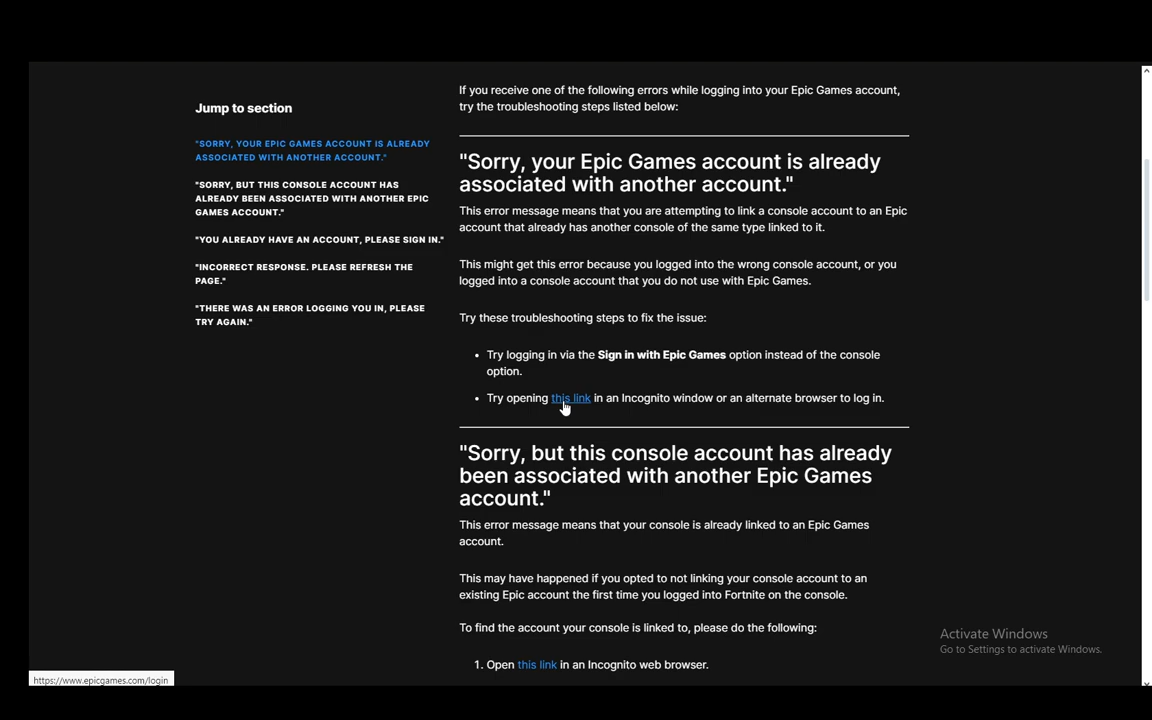 Jump to section
"SORRY, YOUR EPIC GAMES ACCOUNT IS ALREADY
ASSOCIATED WITH ANOTHER ACCOUNT."
"SORRY, BUT THIS CONSOLE ACCOUNT HAS
ALREADY BEEN ASSOCIATED WITH ANOTHER EPIC
GAMES ACCOUNT."
"YOU ALREADY HAVE AN ACCOUNT, PLEASE SIGN IN."
"INCORRECT RESPONSE. PLEASE REFRESH THE
PAGE."
"THERE WAS AN ERROR LOGGING YOU IN, PLEASE
TRY AGAIN."
If you receive one of the following errors while logging into your Epic Games account,
try the troubleshooting steps listed below:
"Sorry, your Epic Games account is already
associated with another account."
This error message means that you are attempting to link a console account to an Epic
account that already has another console of the same type linked to it.
This might get this error because you logged into the wrong console account, or you
logged into a console account that you do not use with Epic Games.
Try these troubleshooting steps to fix the issue:
• Try logging in via the Sign in with Epic Games option instead of the console
option.
• Try opening this link in an Incognito window or an alternate browser to log in.
"Sorry, but this console account has already
been associated with another Epic Games
account."
This error message means that your console is already linked to an Epic Games
account.
This may have happened if you opted to not linking your console account to an
existing Epic account the first time you logged into Fortnite on the console.
To find the account your console is linked to, please do the following:
1. Open this link in an Incognito web browser.
Activate Windows
Go to Settings to activate Windows.
https://www.epicgames.com/login